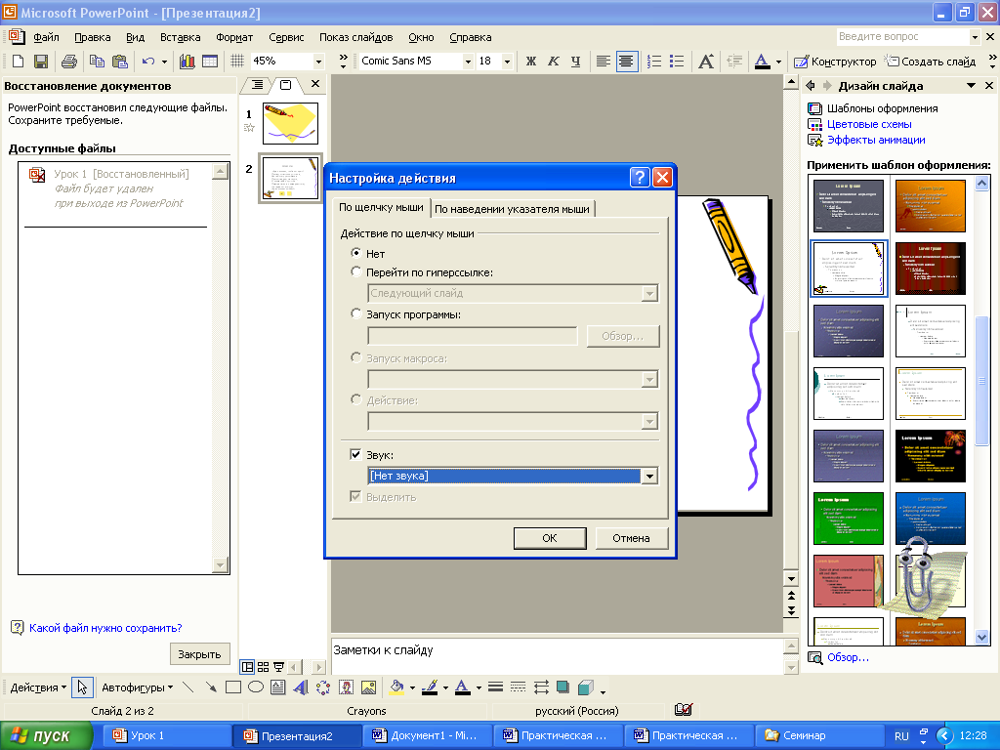 Microsoft PowerPoint - [Презентация2]
Файл Правка Вид Вставка Формат Сервис Показ слайдов Окно Справка
Введите вопрос
45% Comic Sans MS 18 Ж К Ч Конструктор Создать слайд
Восстановление документов
PowerPoint восстановил следующие файлы.
Сохраните требуемые.
Доступные файлы
Урок 1 [Восстановленный]
Файл будет удален
при выходе из PowerPoint
Какой файл нужно сохранить?
Закрыть
1
2
Настройка действия
По щелчку мыши
По наведении указателя мыши
Действие по щелчку мыши
Нет
Перейти по гиперссылке:
Следующий слайд
Запуск программы:
Обзор...
Запуск макроса:
Действие:
Звук:
[Нет звука]
Выделить
ОК
Отмена
Заметки к слайду
Дизайн слайда
Шаблоны оформления
Цветовые схемы
Эффекты анимации
Применить шаблон оформления:
Обзор...
Действия Автофигуры
Слайд 2 из 2 Crayons русский (Россия)
пуск Урок 1 Презентация2 Документ1 - Mi... Практическая ... Практическая ... Семинар RU 12:28